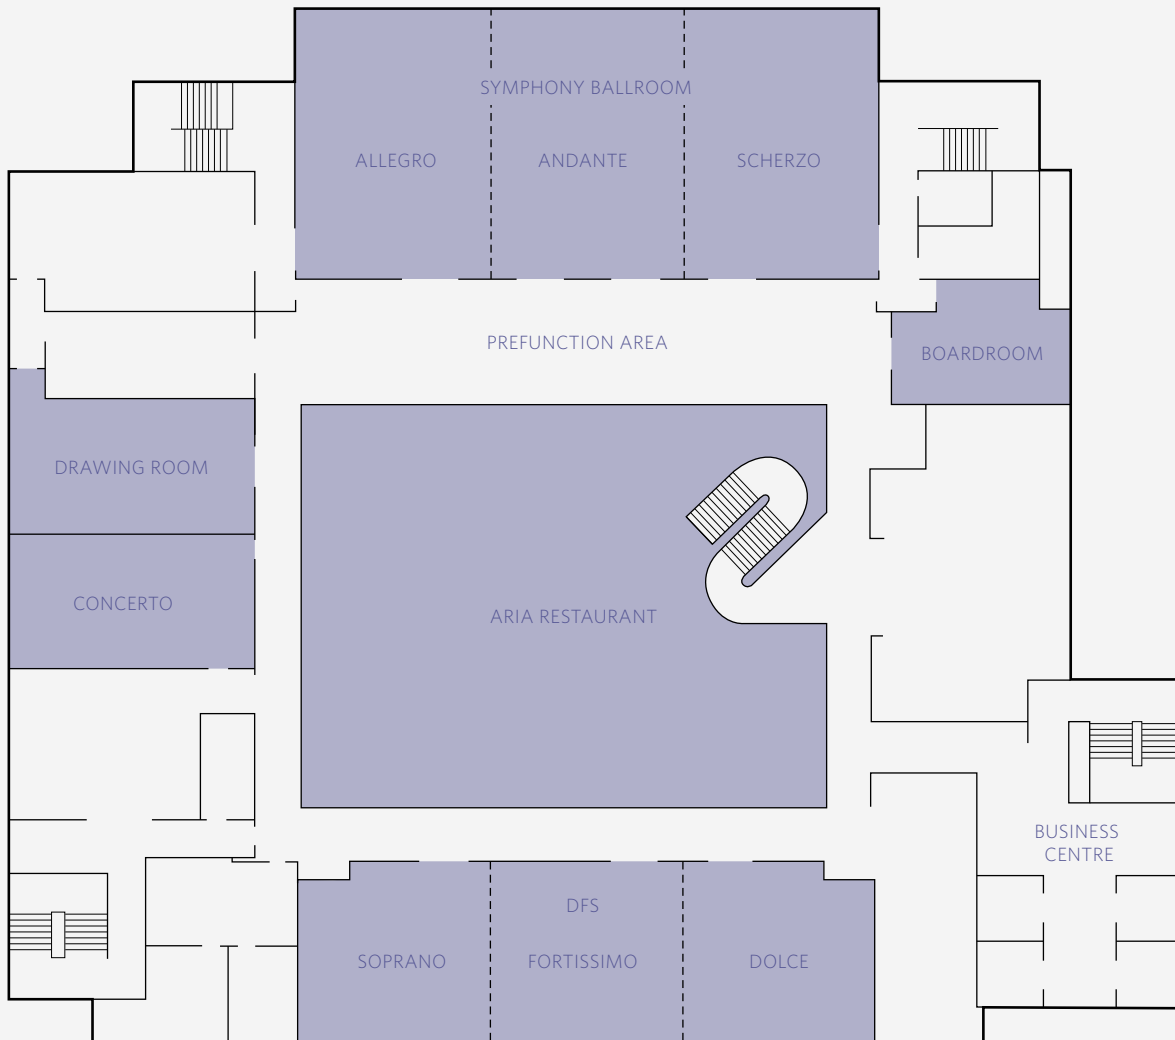 SYMPHONY BALLROOM
ALLEGRO
ANDANTE
SCHERZO
PREFUNCTION AREA
BOARDROOM
DRAWING ROOM
CONCERTO
ARIA RESTAURANT
BUSINESS
CENTRE
DFS
SOPRANO
FORTISSIMO
DOLCE